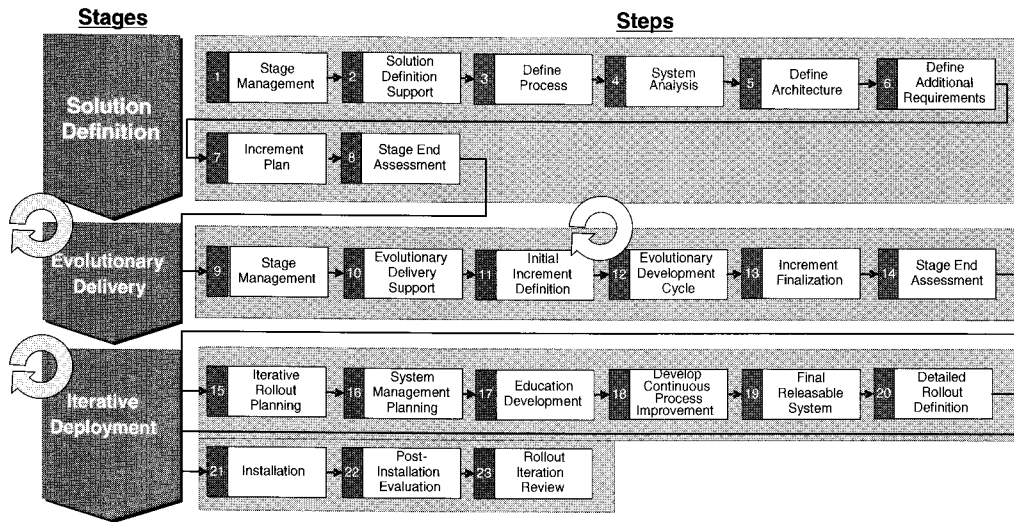 Stages
Steps
Solution
Definition
1
Stage
Management
2
Solution
Definition
Support
3
Define
Process
4
System
Analysis
5
Define
Architecture
6
Define
Additional
Requirements
7
Increment
Plan
8
Stage End
Assessment
Evolutionary
Delivery
9
Stage
Management
10
Evolutionary
Delivery
Support
11
Initial
Increment
Definition
12
Evolutionary
Development
Cycle
13
Increment
Finalization
14
Stage End
Assessment
Iterative
Deployment
15
Iterative
Rollout
Planning
16
System
Management
Planning
17
Education
Development
18
Develop
Continuous
Process
Improvement
19
Final
Releasable
System
20
Detailed
Rollout
Definition
21
Installation
22
Post-
Installation
Evaluation
23
Rollout
Iteration
Review